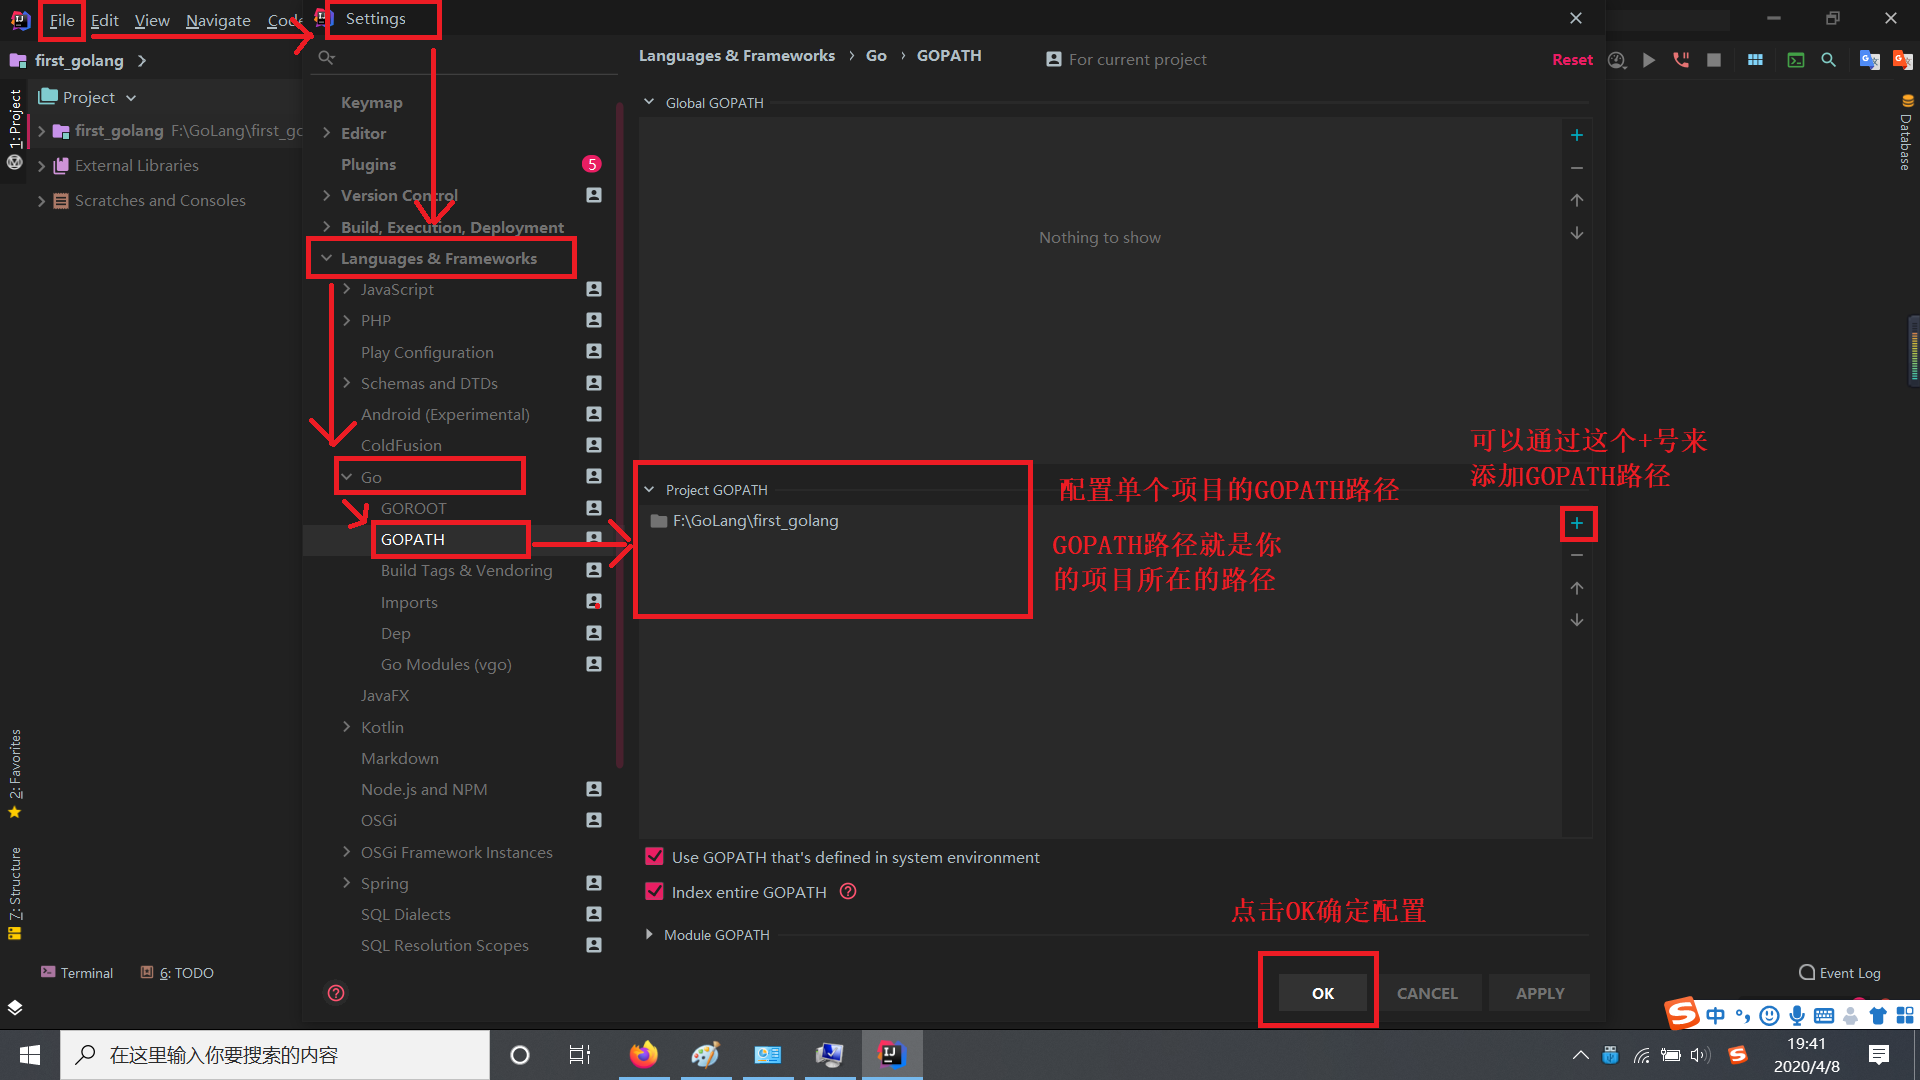 File Edit View Navigate Code
Settings
first_golang
Project
first_golang F:\GoLang\first_go
External Libraries
Scratches and Consoles
1: Project
2: Favorites
7: Structure
Keymap
Editor
Plugins 5
Version Control
Build, Execution, Deployment
Languages & Frameworks
JavaScript
PHP
Play Configuration
Schemas and DTDs
Android (Experimental)
ColdFusion
Go
GOROOT
GOPATH
Build Tags & Vendoring
Imports
Dep
Go Modules (vgo)
JavaFX
Kotlin
Markdown
Node.js and NPM
OSGi
OSGi Framework Instances
Spring
SQL Dialects
SQL Resolution Scopes
Languages & Frameworks › Go › GOPATH
For current project
Reset
Global GOPATH
Nothing to show
可以通过这个+号来
添加GOPATH路径
Project GOPATH
配置单个项目的GOPATH路径
F:\GoLang\first_golang
GOPATH路径就是你
的项目所在的路径
Use GOPATH that's defined in system environment
Index entire GOPATH
Module GOPATH
点击OK确定配置
OK
CANCEL
APPLY
Database
Terminal
6: TODO
Event Log
中
在这里输入你要搜索的内容
19:41
2020/4/8